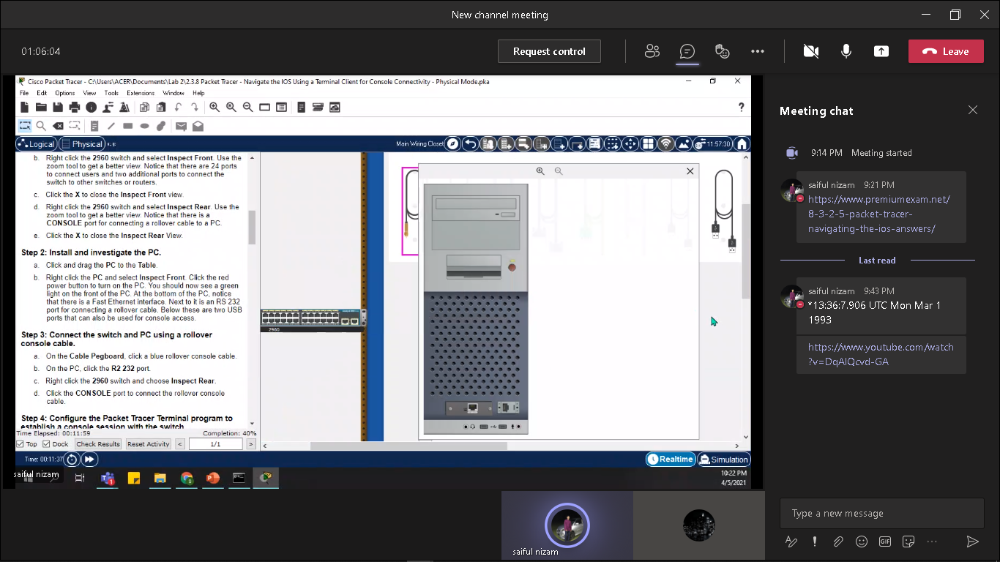 New channel meeting
01:06:04
Request control
Leave
Cisco Packet Tracer - C:\Users\ACER\Documents\Lab 2\2.3.8 Packet Tracer - Navigate the IOS Using a Terminal Client for Console Connectivity - Physical Mode.pka
File Edit Options View Tools Extensions Window Help
?
Logical Physical
Main Wiring Closet
11:57:30
b. Right click the 2960 switch and select Inspect Front. Use the
zoom tool to get a better view. Notice that there are 24 ports
to connect users and two additional ports to connect the
switch to other switches or routers.
c. Click the X to close the Inspect Front view.
d. Right click the 2960 switch and select Inspect Rear. Use the
zoom tool to get a better view. Notice that there is a
CONSOLE port for connecting a rollover cable to a PC.
e. Click the X to close the Inspect Rear View.
Step 2: Install and investigate the PC.
a. Click and drag the PC to the Table.
b. Right click the PC and select Inspect Front. Click the red
power button to turn on the PC. You should now see a green
light on the front of the PC. At the bottom of the PC, notice
that there is a Fast Ethernet interface. Next to it is an RS 232
port for connecting a rollover cable. Below these are two USB
ports that can also be used for console access.
Step 3: Connect the switch and PC using a rollover
console cable.
a. On the Cable Pegboard, click a blue rollover console cable.
b. On the PC, click the R2 232 port.
c. Right click the 2960 switch and choose Inspect Rear.
d. Click the CONSOLE port to connect the rollover console
cable.
Step 4: Configure the Packet Tracer Terminal program to
establish a console session with the switch
Time Elapsed: 00:11:59 Completion: 40%
Top Dock Check Results Reset Activity < 1/1 >
2960
Time: 00:11:37
Realtime Simulation
saiful nizam
10:22 PM
4/5/2021
saiful nizam
Meeting chat
9:14 PM Meeting started
saiful nizam 9:21 PM
https://www.premiumexam.net/
8-3-2-5-packet-tracer-
navigating-the-ios-answers/
Last read
saiful nizam 9:43 PM
*13:36:7.906 UTC Mon Mar 1
1993
https://www.youtube.com/watch
?v=DqAlQcvd-GA
Type a new message
GIF